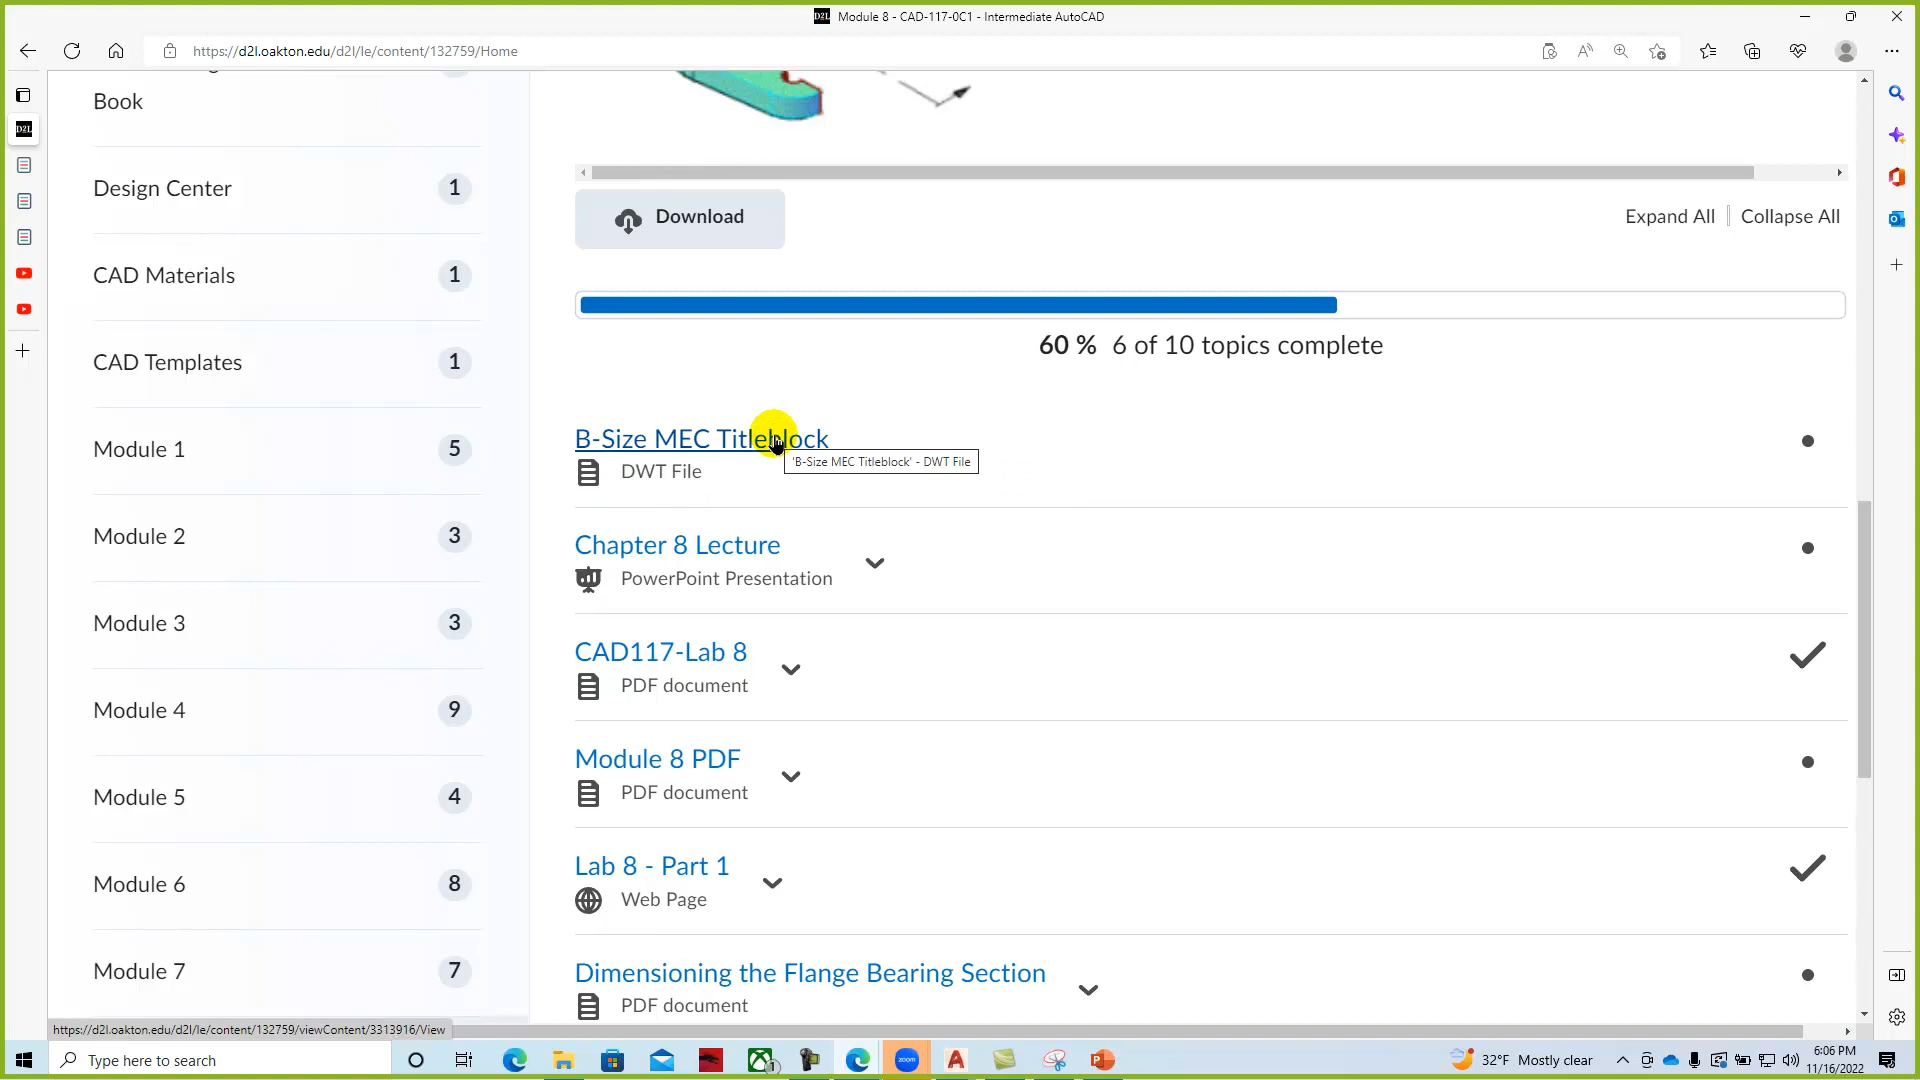 D2L Module 8 - CAD-117-0C1 - Intermediate AutoCAD
https://d2l.oakton.edu/d2l/le/content/132759/Home
D2L
Book
Design Center 1
CAD Materials 1
CAD Templates 1
Module 1 5
Module 2 3
Module 3 3
Module 4 9
Module 5 4
Module 6 8
Module 7 7
Download
Expand All
Collapse All
60 % 6 of 10 topics complete
B-Size MEC Titleblock
'B-Size MEC Titleblock' - DWT File
DWT File
Chapter 8 Lecture
PowerPoint Presentation
CAD117-Lab 8
PDF document
Module 8 PDF
PDF document
Lab 8 - Part 1
Web Page
Dimensioning the Flange Bearing Section
PDF document
https://d2l.oakton.edu/d2l/le/content/132759/viewContent/3313916/View
Type here to search
zoom
32°F Mostly clear
6:06 PM
11/16/2022